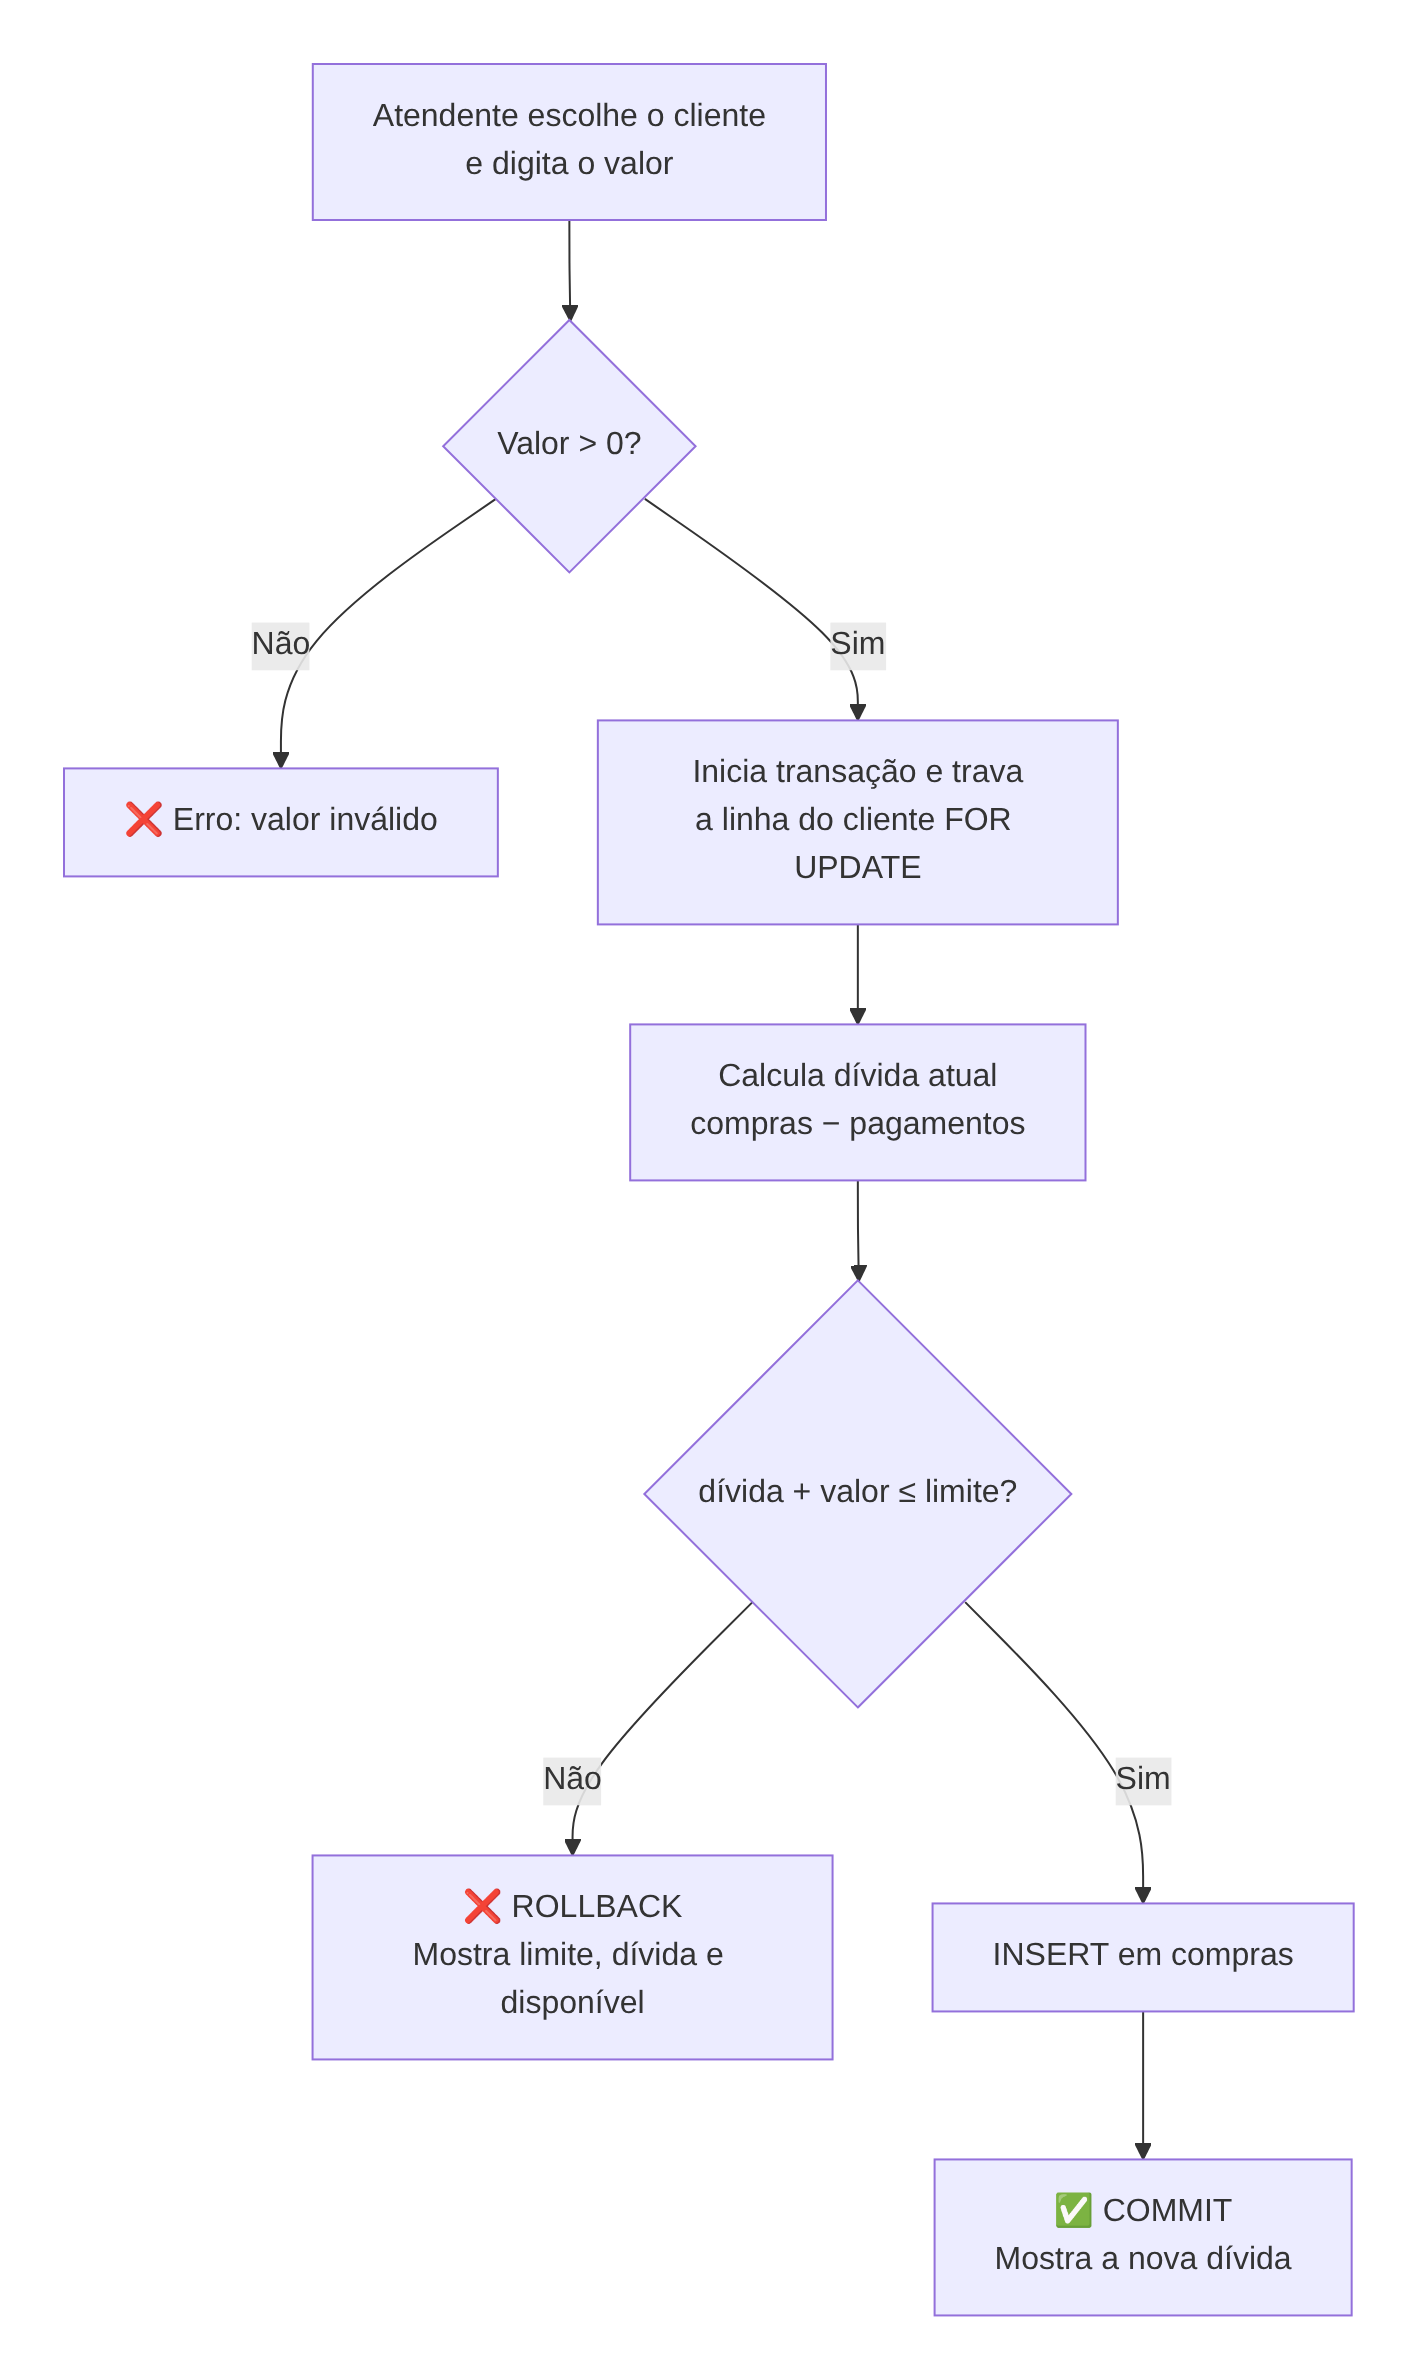 Atendente escolhe o cliente
e digita o valor
Valor > 0?
Não
Sim
Inicia transação e trava
a linha do cliente FOR
UPDATE
❌ Erro: valor inválido
Calcula dívida atual
compras − pagamentos
dívida + valor ≤ limite?
Não
Sim
❌ ROLLBACK
Mostra limite, dívida e
disponível
INSERT em compras
✅ COMMIT
Mostra a nova dívida